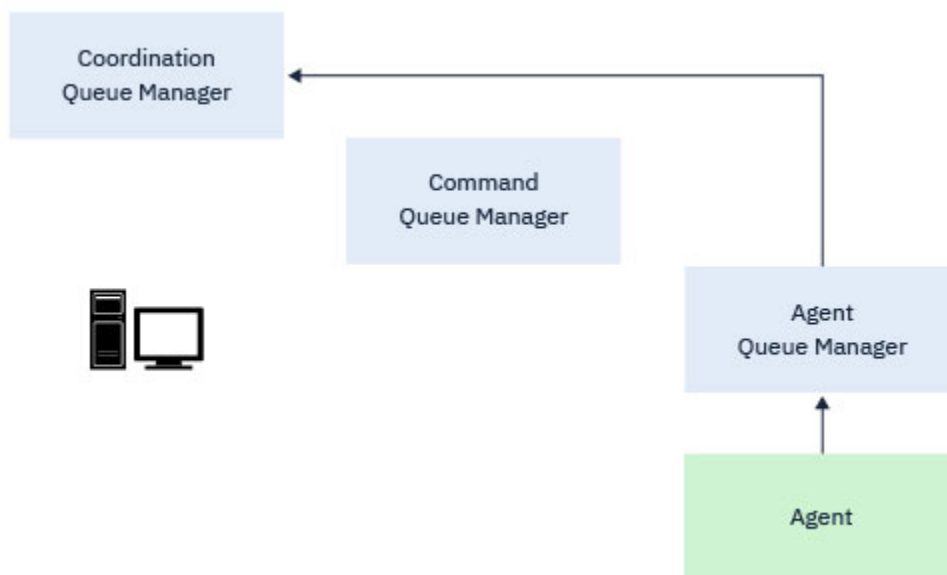 Coordination
Queue Manager
Command
Queue Manager
Agent
Queue Manager
Agent